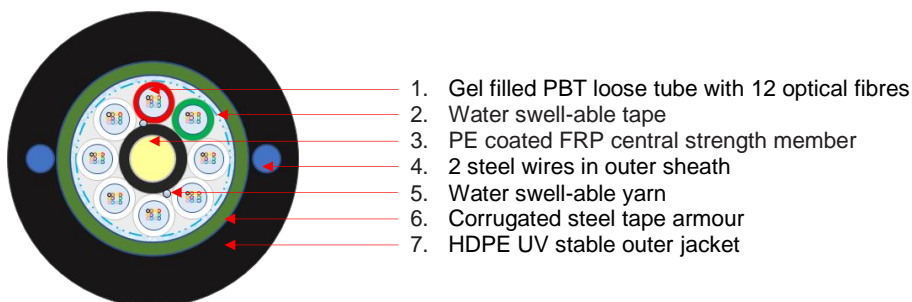 1. Gel filled PBT loose tube with 12 optical fibres
2. Water swell-able tape
3. PE coated FRP central strength member
4. 2 steel wires in outer sheath
5. Water swell-able yarn
6. Corrugated steel tape armour
7. HDPE UV stable outer jacket